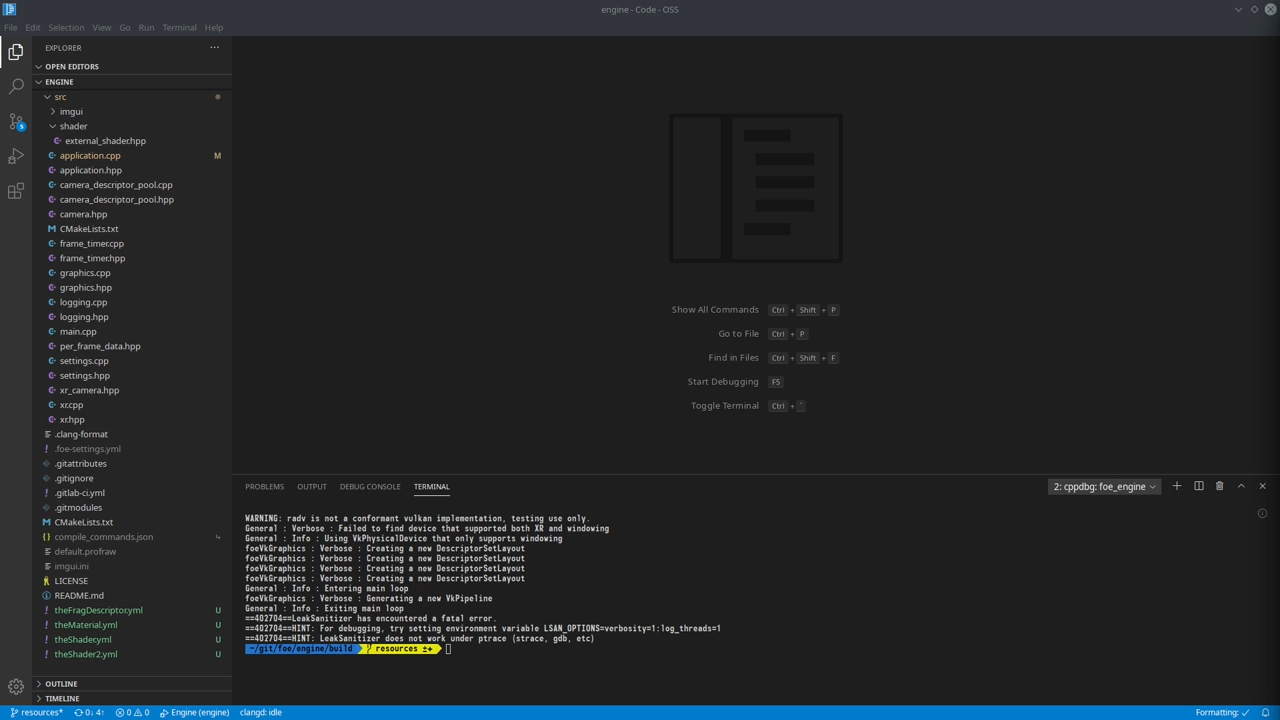 engine - Code - OSS
File Edit Selection View Go Run Terminal Help
EXPLORER
OPEN EDITORS
ENGINE
src
imgui
shader
external_shader.hpp
application.cpp M
application.hpp
camera_descriptor_pool.cpp
camera_descriptor_pool.hpp
camera.hpp
CMakeLists.txt
frame_timer.cpp
frame_timer.hpp
graphics.cpp
graphics.hpp
logging.cpp
logging.hpp
main.cpp
per_frame_data.hpp
settings.cpp
settings.hpp
xr_camera.hpp
xr.cpp
xr.hpp
.clang-format
.foe-settings.yml
.gitattributes
.gitignore
.gitlab-ci.yml
.gitmodules
CMakeLists.txt
compile_commands.json
default.profraw
imgui.ini
LICENSE
README.md
theFragDescriptor.yml U
theMaterial.yml U
theShader.yml U
theShader2.yml U
OUTLINE
TIMELINE
5
Show All Commands Ctrl + Shift + P
Go to File Ctrl + P
Find in Files Ctrl + Shift + F
Start Debugging F5
Toggle Terminal Ctrl + `
PROBLEMS OUTPUT DEBUG CONSOLE TERMINAL
2: cppdbg: foe_engine
WARNING: radv is not a conformant vulkan implementation, testing use only.
General : Verbose : Failed to find device that supported both XR and windowing
General : Info : Using VkPhysicalDevice that only supports windowing
foeVkGraphics : Verbose : Creating a new DescriptorSetLayout
foeVkGraphics : Verbose : Creating a new DescriptorSetLayout
foeVkGraphics : Verbose : Creating a new DescriptorSetLayout
foeVkGraphics : Verbose : Creating a new DescriptorSetLayout
General : Info : Entering main loop
foeVkGraphics : Verbose : Generating a new VkPipeline
General : Info : Exiting main loop
==402704==LeakSanitizer has encountered a fatal error.
==402704==HINT: For debugging, try setting environment variable LSAN_OPTIONS=verbosity=1:log_threads=1
==402704==HINT: LeakSanitizer does not work under ptrace (strace, gdb, etc)
~/git/foe/engine/build resources ±+
resources* 0↓ 4↑ 0 0 Engine (engine) clangd: idle
Formatting: ✓